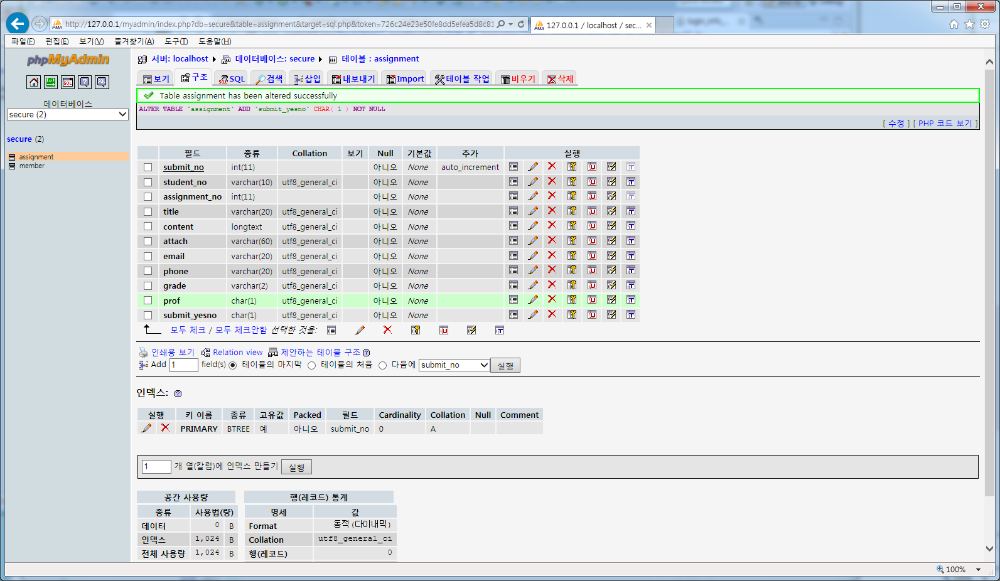 http://127.0.0.1/myadmin/index.php?db=secure&table=assignment&target=sql.php&token=726c24e23e50fe8dd5efea5d8c81
127.0.0.1 / localhost / sec...
파일(F) 편집(E) 보기(V) 즐겨찾기(A) 도구(T) 도움말(H)
phpMyAdmin
데이터베이스
secure (2)
secure (2)
assignment
member
서버: localhost 데이터베이스: secure 테이블 : assignment
보기 구조 SQL 검색 삽입 내보내기 Import 테이블 작업 비우기 삭제
Table assignment has been altered successfully
ALTER TABLE `assignment` ADD `submit_yesno` CHAR( 1 ) NOT NULL
[ 수정 ] [ PHP 코드 보기 ]
필드 종류 Collation 보기 Null 기본값 추가 실행
submit_no int(11) 아니오 None auto_increment
student_no varchar(10) utf8_general_ci 아니오 None
assignment_no int(11) 아니오 None
title varchar(20) utf8_general_ci 아니오 None
content longtext utf8_general_ci 아니오 None
attach varchar(60) utf8_general_ci 아니오 None
email varchar(20) utf8_general_ci 아니오 None
phone varchar(20) utf8_general_ci 아니오 None
grade varchar(2) utf8_general_ci 아니오 None
prof char(1) utf8_general_ci 아니오 None
submit_yesno char(1) utf8_general_ci 아니오 None
모두 체크 / 모두 체크안함 선택한 것을:
인쇄용 보기 Relation view 제안하는 테이블 구조
Add 1 field(s) 테이블의 마지막 테이블의 처음 다음에 submit_no 실행
인덱스:
실행 키 이름 종류 고유값 Packed 필드 Cardinality Collation Null Comment
PRIMARY BTREE 예 아니오 submit_no 0 A
1 개 열(칼럼)에 인덱스 만들기 실행
공간 사용량
종류 사용법(량)
데이터 0 B
인덱스 1,024 B
전체 사용량 1,024 B
행(레코드) 통계
명세 값
Format 동적 (다이내믹)
Collation utf8_general_ci
행(레코드) 0
100%